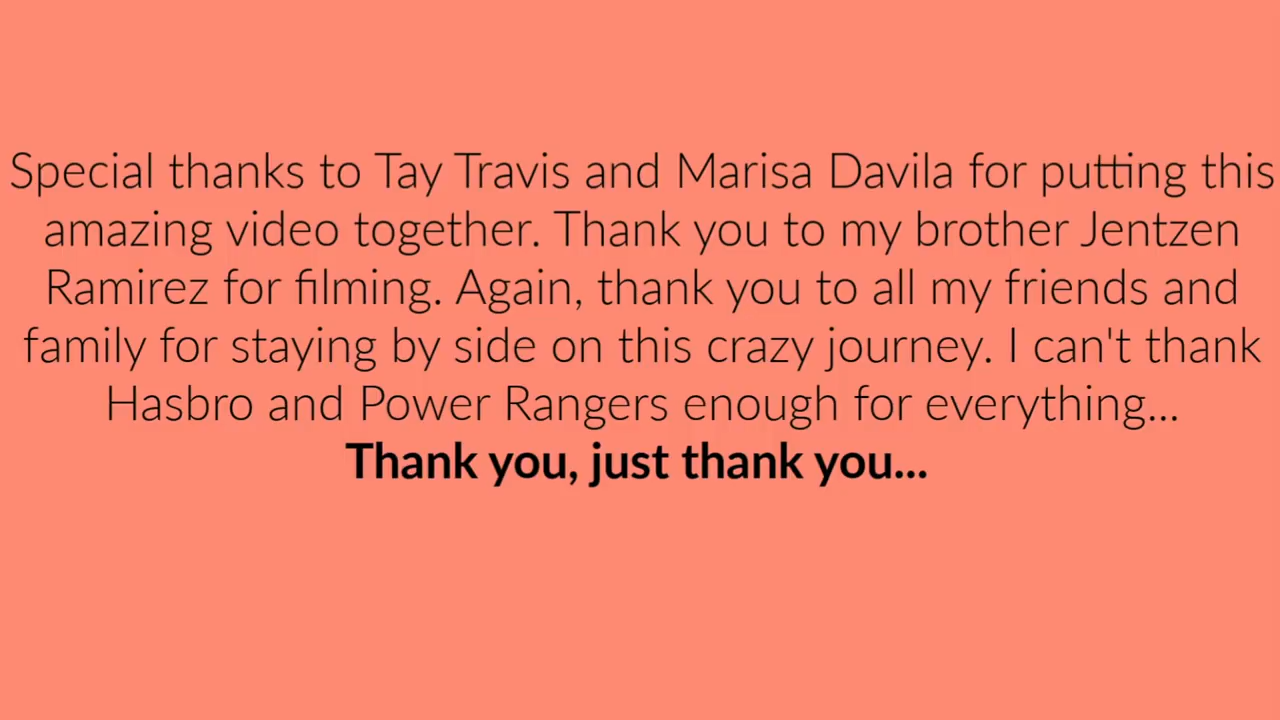 Special thanks to Tay Travis and Marisa Davila for putting this
amazing video together. Thank you to my brother Jentzen
Ramirez for filming. Again, thank you to all my friends and
family for staying by side on this crazy journey. I can't thank
Hasbro and Power Rangers enough for everything...
Thank you, just thank you...